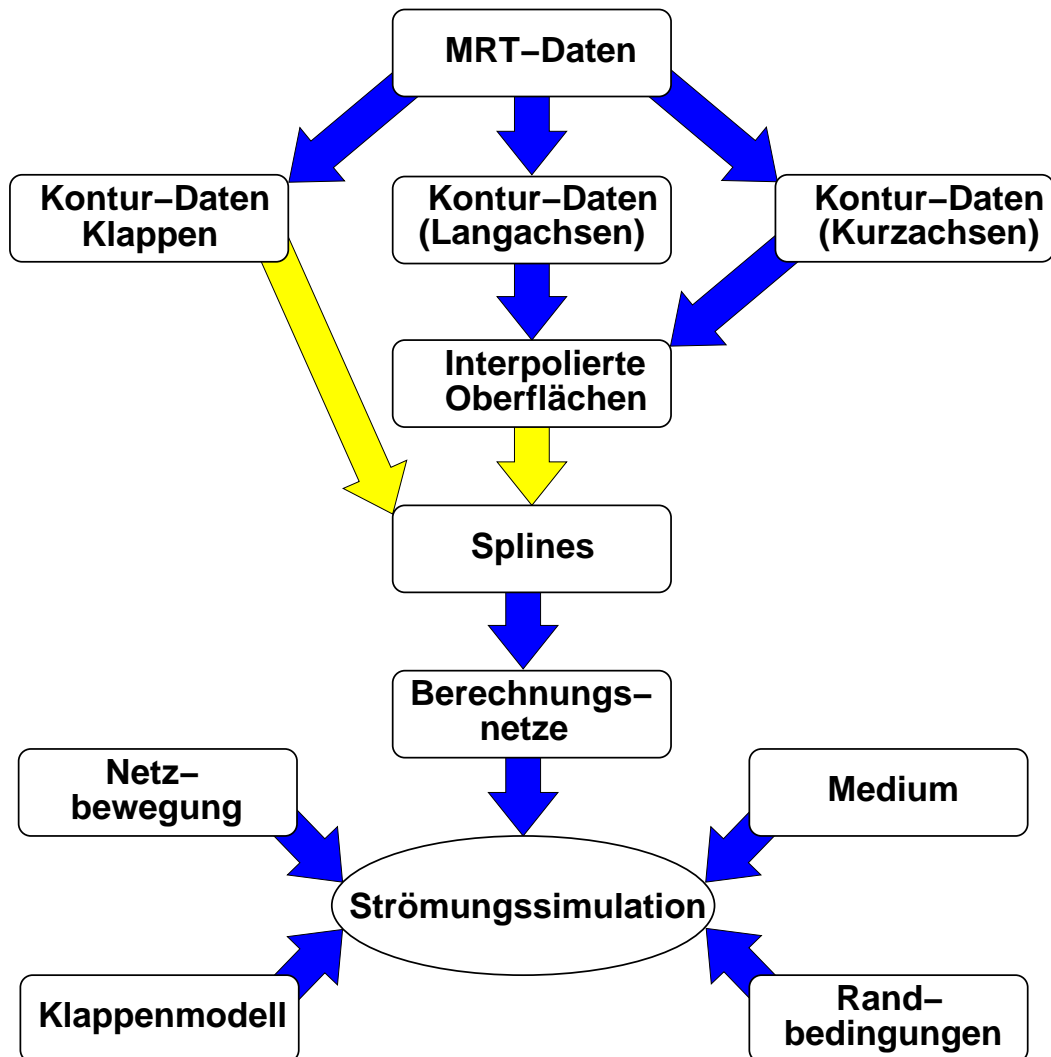 MRT–Daten
Kontur–Daten
Klappen
Kontur–Daten
(Langachsen)
Kontur–Daten
(Kurzachsen)
Interpolierte
Oberflächen
Splines
Berechnungs–
netze
Netz–
bewegung
Medium
Strömungssimulation
Klappenmodell
Rand–
bedingungen